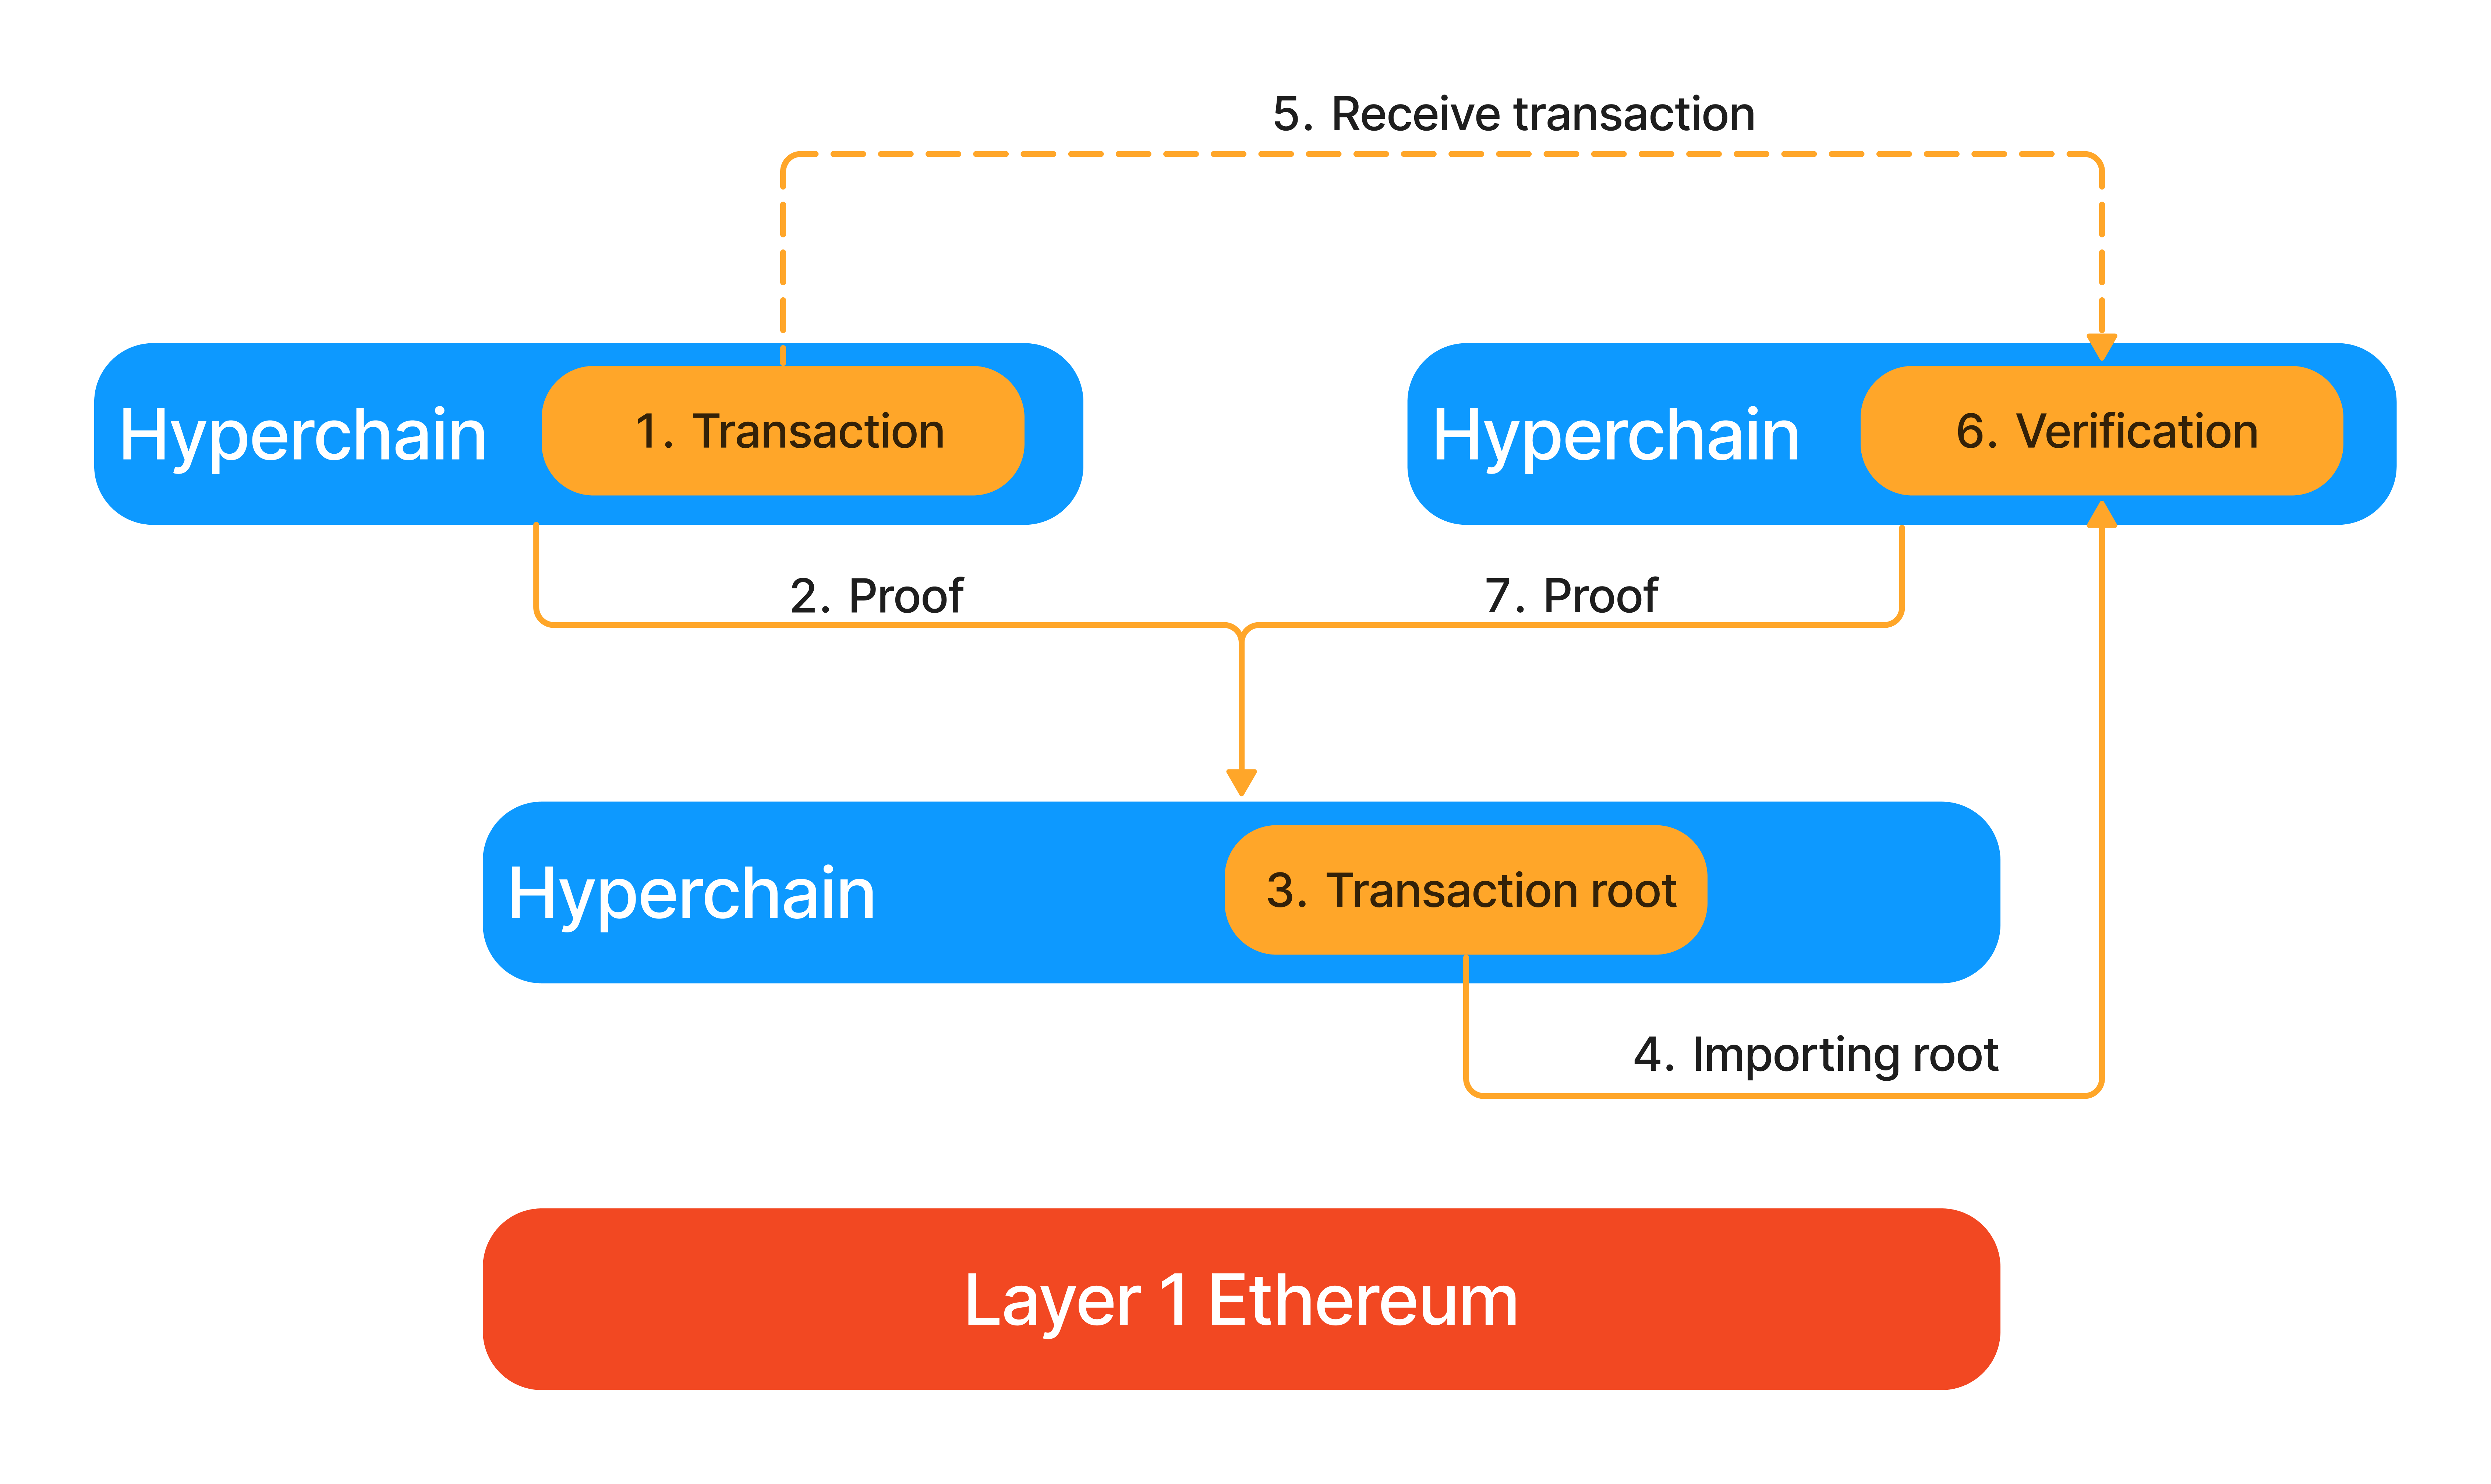 5. Receive transaction
Hyperchain
1. Transaction
Hyperchain
6. Verification
2. Proof
7. Proof
Hyperchain
3. Transaction root
4. Importing root
Layer 1 Ethereum